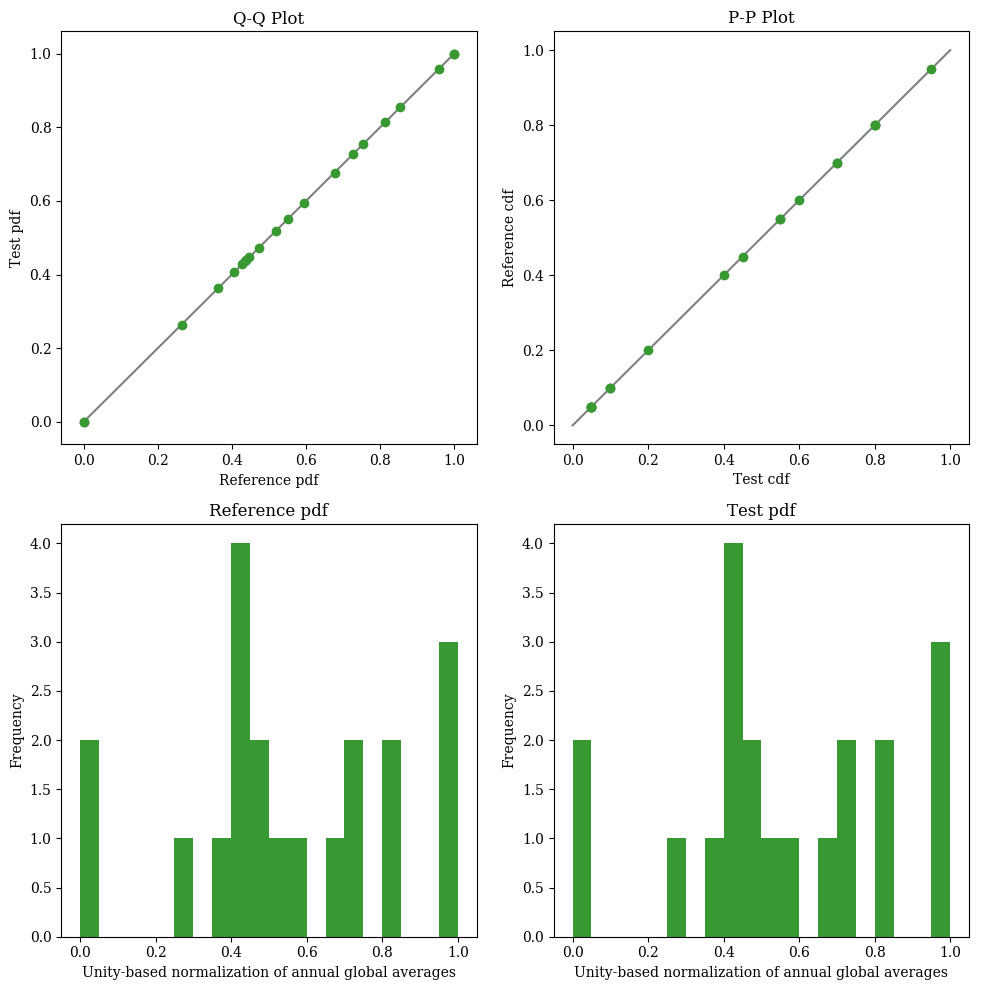 Q-Q Plot
1.0
0.8
0.6
0.4
0.2
0.0
Test pdf
0.0 0.2 0.4 0.6 0.8 1.0
Reference pdf
P-P Plot
1.0
0.8
0.6
0.4
0.2
0.0
Reference cdf
0.0 0.2 0.4 0.6 0.8 1.0
Test cdf
Reference pdf
4.0
3.5
3.0
2.5
2.0
1.5
1.0
0.5
0.0
Frequency
0.0 0.2 0.4 0.6 0.8 1.0
Unity-based normalization of annual global averages
Test pdf
4.0
3.5
3.0
2.5
2.0
1.5
1.0
0.5
0.0
Frequency
0.0 0.2 0.4 0.6 0.8 1.0
Unity-based normalization of annual global averages